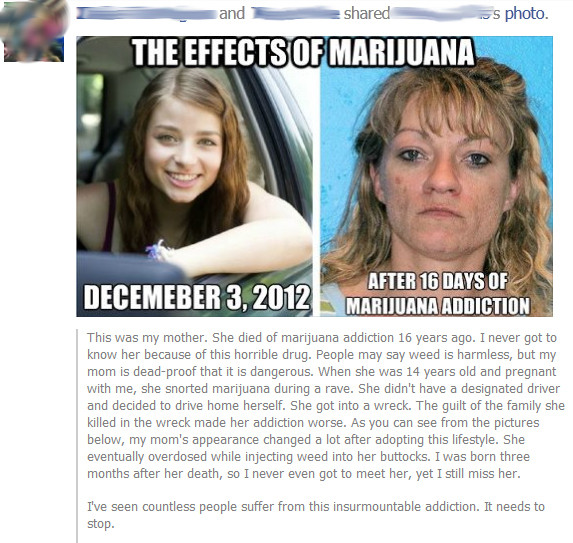 and shared 's photo.
THE EFFECTS OF MARIJUANA
DECEMEBER 3, 2012
AFTER 16 DAYS OF
MARIJUANA ADDICTION
This was my mother. She died of marijuana addiction 16 years ago. I never got to
know her because of this horrible drug. People may say weed is harmless, but my
mom is dead-proof that it is dangerous. When she was 14 years old and pregnant
with me, she snorted marijuana during a rave. She didn't have a designated driver
and decided to drive home herself. She got into a wreck. The guilt of the family she
killed in the wreck made her addiction worse. As you can see from the pictures
below, my mom's appearance changed a lot after adopting this lifestyle. She
eventually overdosed while injecting weed into her buttocks. I was born three
months after her death, so I never even got to meet her, yet I still miss her.
I've seen countless people suffer from this insurmountable addiction. It needs to
stop.